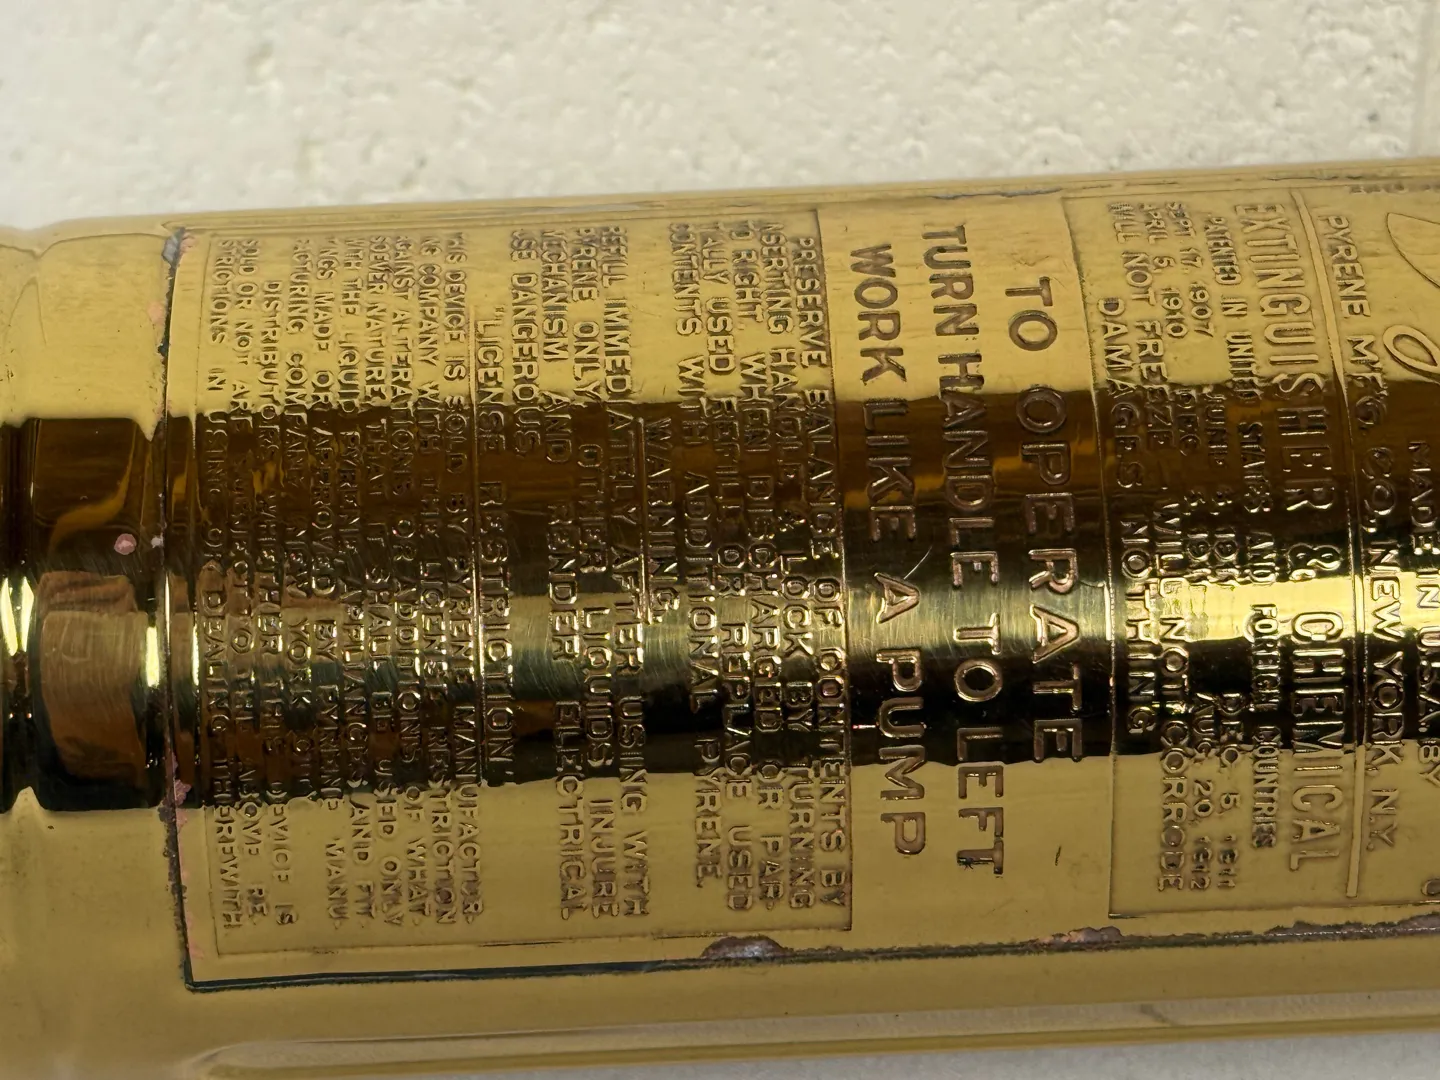 MADE IN U.S.A. BY
PYRENE MFG. CO., NEW YORK, N.Y.
EXTINGUISHER & CHEMICAL
PATENTED IN UNITED STATES AND FOREIGN COUNTRIES
SEPT. 17, 1907 DEC. 5, 1911
APRIL 5, 1910 AUG. 20, 1912
WILL NOT FREEZE WILL NOT CORRODE
DAMAGES NOTHING
TO OPERATE
TURN HANDLE TO LEFT
WORK LIKE A PUMP
PRESERVE BALANCE OF CONTENTS BY
INSERTING HANDLE & LOCK BY TURNING
TO RIGHT. WHEN DISCHARGED OR PAR-
TIALLY USED REFILL OR REPLACE USED
CONTENTS WITH ADDITIONAL PYRENE.
WARNING.
REFILL IMMEDIATELY AFTER USING WITH
PYRENE ONLY OTHER LIQUIDS INJURE
MECHANISM AND RENDER ELECTRICAL
USE DANGEROUS
"LICENSE RESTRICTION"
THIS DEVICE IS SOLD BY PYRENE MANUFACTUR-
ING COMPANY WITH THE LICENSE RESTRICTION
AGAINST ALTERATIONS OR ADDITIONS OF WHAT
SOEVER NATURE THAT IT SHALL BE USED ONLY
WITH THE LIQUID PYRENE APPLIANCES AND FIT
INGS MADE OR APPROVED BY PYRENE MANU-
FACTURING COMPANY NEW YORK CITY
DISTRIBUTORS WHETHER THIS DEVICE IS
SOLD OR NOT ARE SUBJECT TO THE ABOVE RE-
STRICTIONS IN USING OR DEALING THEREWITH